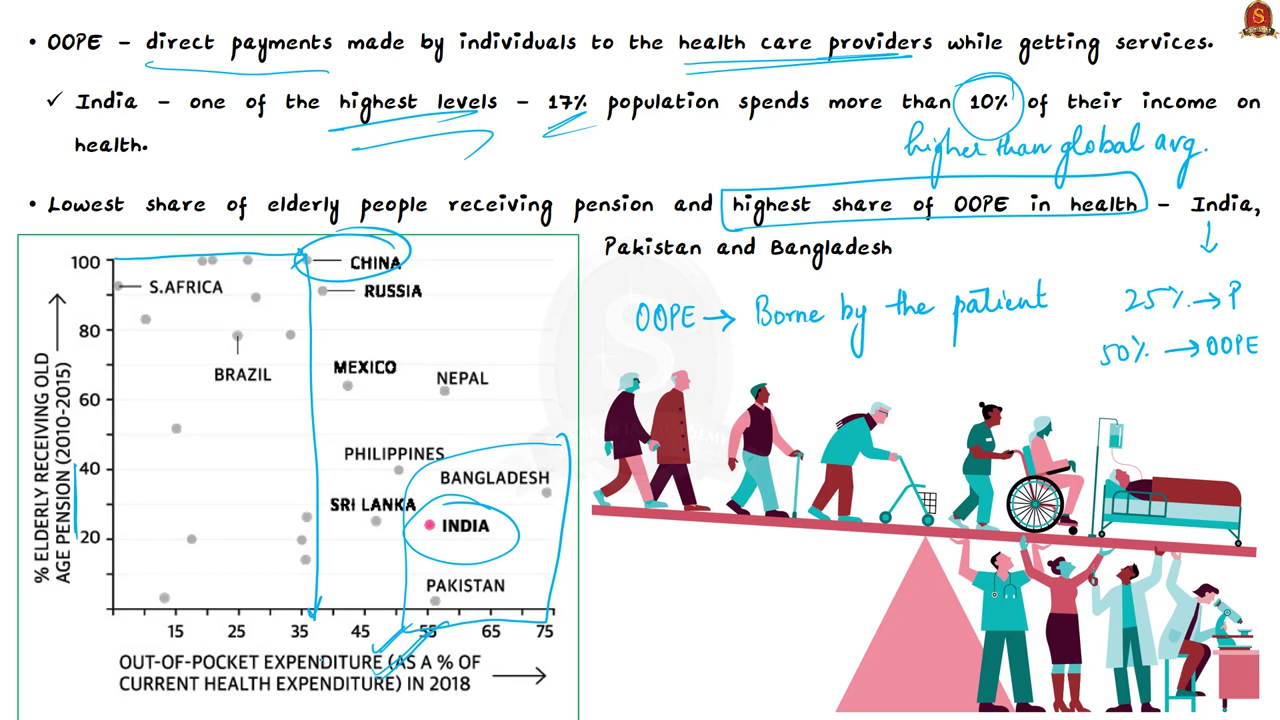 • OOPE – direct payments made by individuals to the health care providers while getting services.
✓ India – one of the highest levels – 17% population spends more than 10% of their income on
health.
higher than global avg.
• Lowest share of elderly people receiving pension and highest share of OOPE in health – India,
Pakistan and Bangladesh
OOPE → Borne by the patient
25% → P
50% → OOPE
% ELDERLY RECEIVING OLD
AGE PENSION (2010-2015)
100
80
60
40
20
CHINA
S.AFRICA
RUSSIA
BRAZIL
MEXICO
NEPAL
PHILIPPINES
BANGLADESH
SRI LANKA
INDIA
PAKISTAN
15 25 35 45 55 65 75
OUT-OF-POCKET EXPENDITURE (AS A % OF
CURRENT HEALTH EXPENDITURE) IN 2018